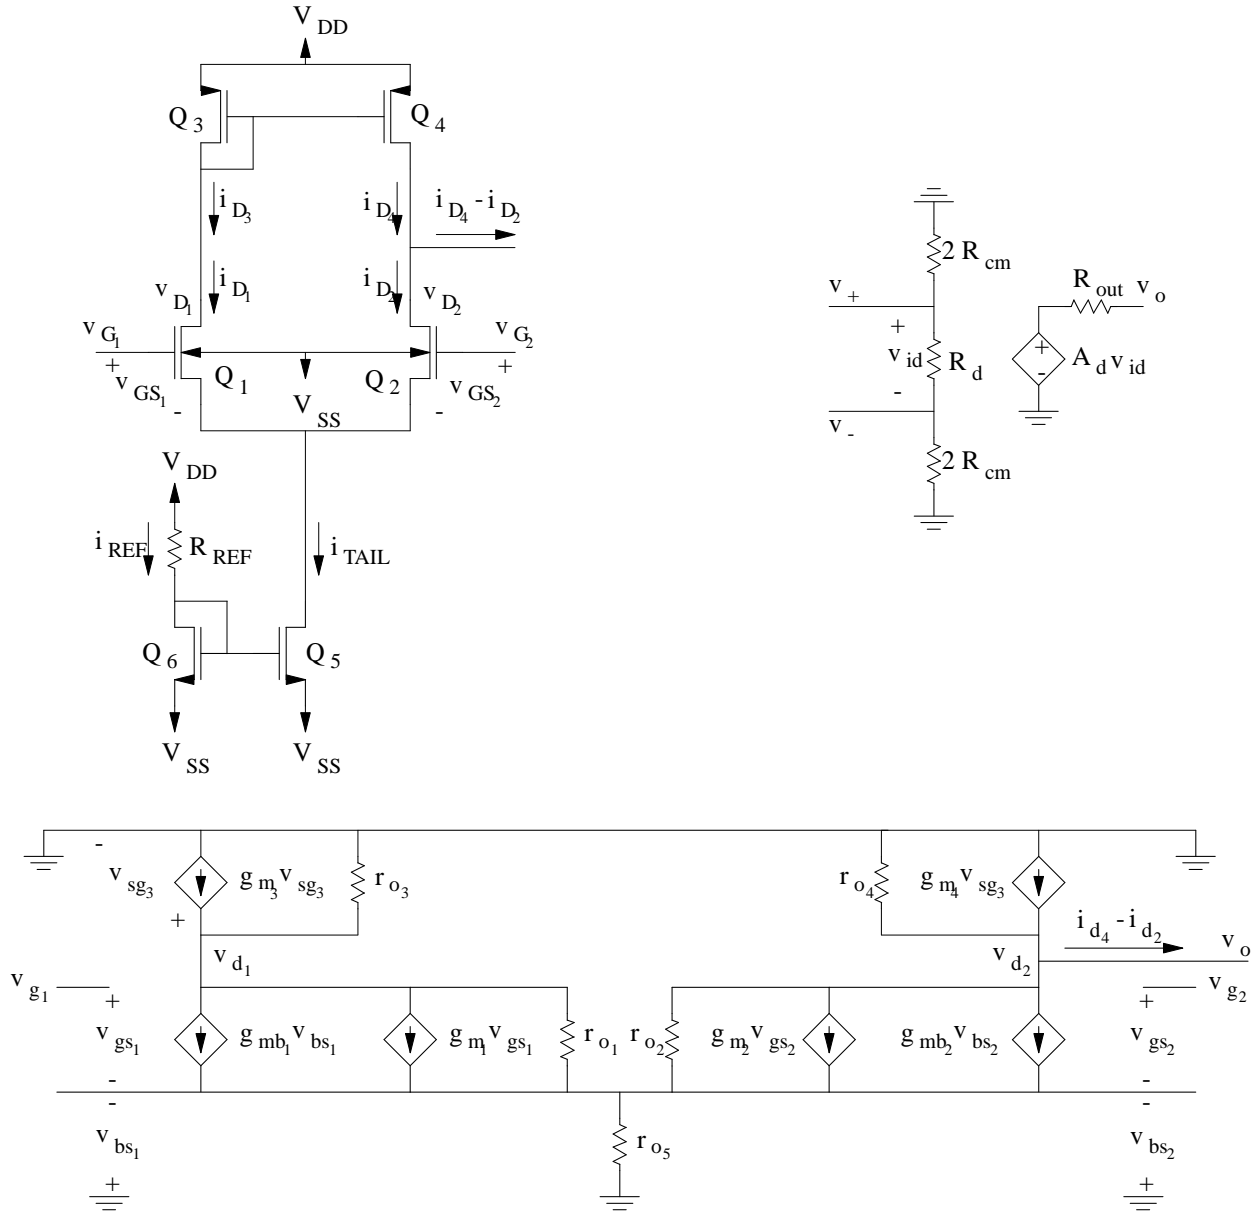 V DD
Q 3 Q 4
i D3 i D4 i D4 - i D2
i D1 i D2
v D1 v D2
v G1 v G2
+ +
v GS1 Q 1 Q 2 v GS2
- -
V SS
V DD
i REF R REF i TAIL
Q 6 Q 5
V SS V SS
2 R cm
v + R out v o
+
v id R d + A d v id
- -
v -
2 R cm
-
v sg3 g m3 v sg3 r o3 r o4 g m4 v sg3
+
i d4 - i d2
v d1 v d2 v o
v g1 v g2
+ +
v gs1 g mb1 v bs1 g m1 v gs1 r o1 r o2 g m2 v gs2 g mb2 v bs2 v gs2
- -
- -
v bs1 r o5 v bs2
+ +